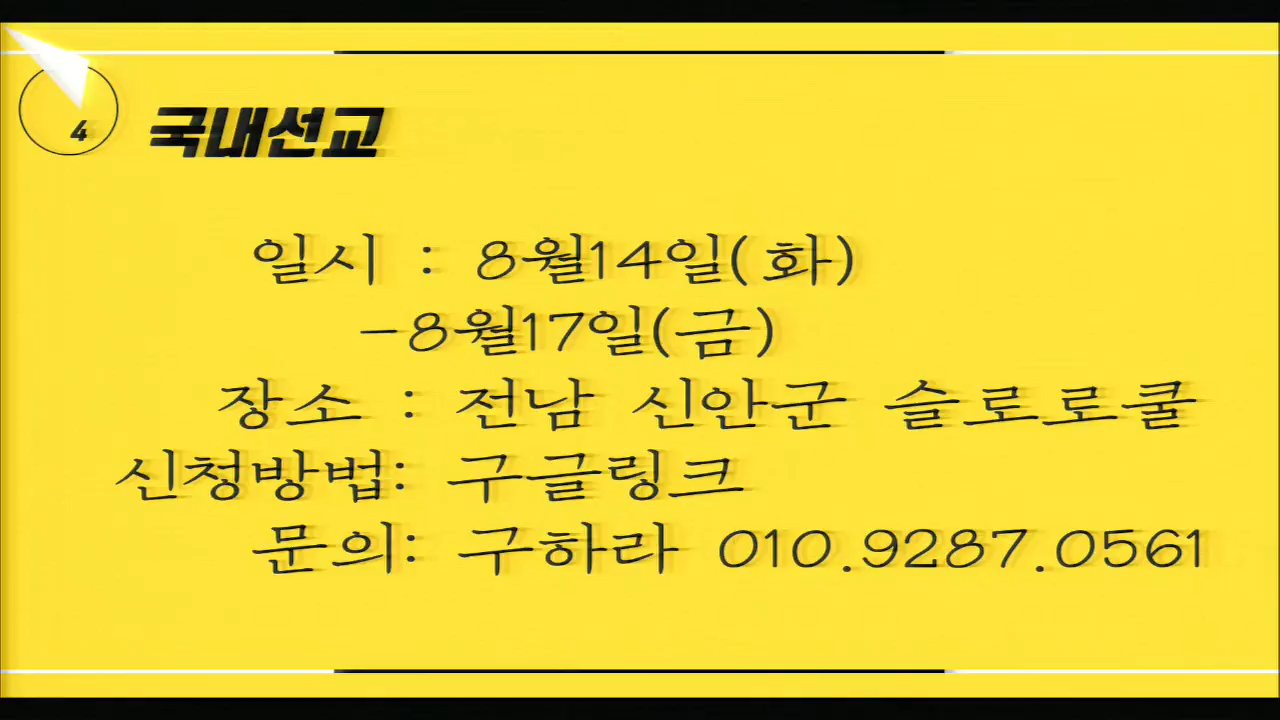 4
국내선교
일시 : 8월14일(화)
-8월17일(금)
장소 : 전남 신안군 슬로로쿨
신청방법: 구글링크
문의: 구하라 010.9287.0561